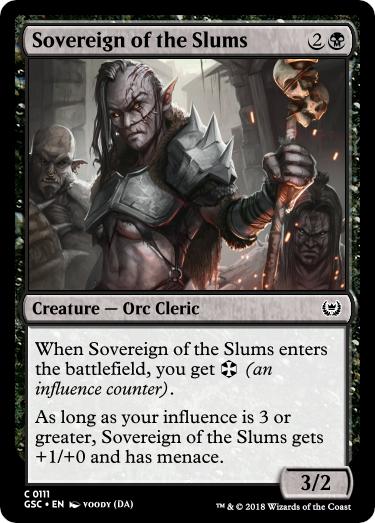 Sovereign of the Slums 2
Creature — Orc Cleric
When Sovereign of the Slums enters
the battlefield, you get (an
influence counter).
As long as your influence is 3 or
greater, Sovereign of the Slums gets
+1/+0 and has menace.
3/2
C 0111
GSC • EN VOODY (DA)
™ & © 2018 Wizards of the Coast